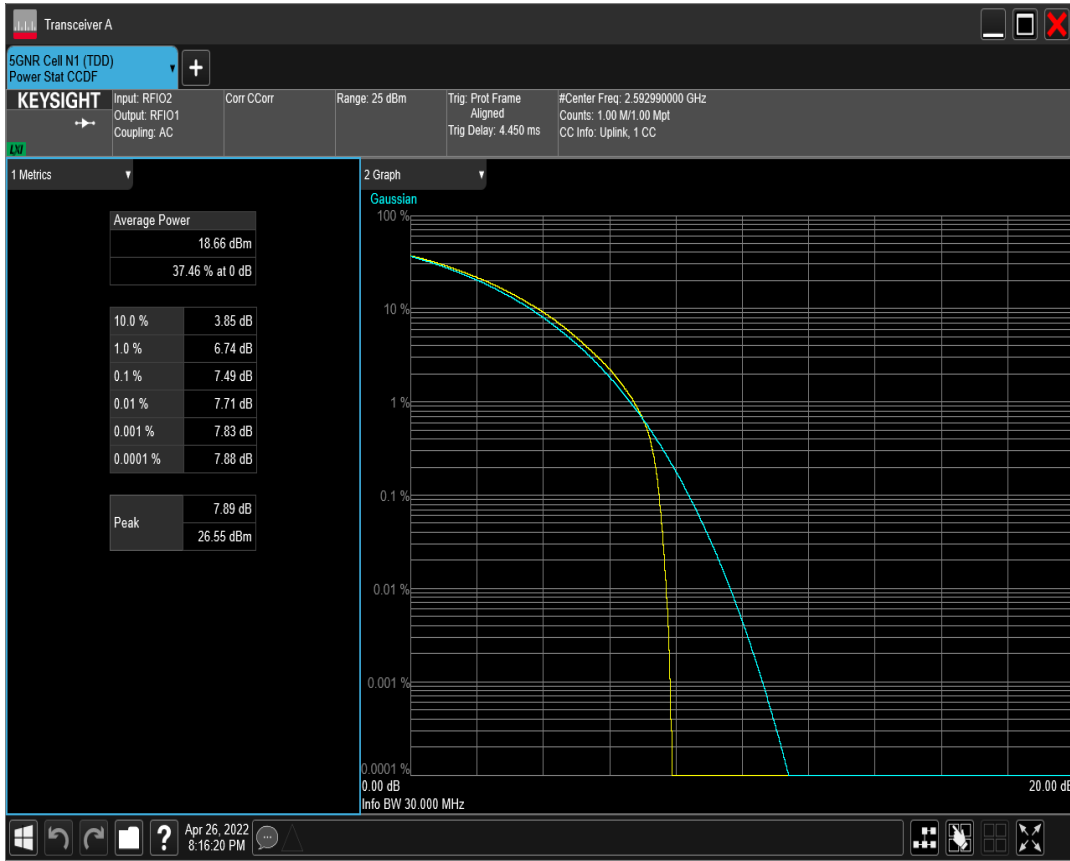 Transceiver A
5GNR Cell N1 (TDD)
Power Stat CCDF
KEYSIGHT
LXI
Input: RFIO2
Output: RFIO1
Coupling: AC
Corr CCorr
Range: 25 dBm
Trig: Prot Frame
Aligned
Trig Delay: 4.450 ms
#Center Freq: 2.592990000 GHz
Counts: 1.00 M/1.00 Mpt
CC Info: Uplink, 1 CC
1 Metrics
Average Power
18.66 dBm
37.46 % at 0 dB
10.0 % 3.85 dB
1.0 % 6.74 dB
0.1 % 7.49 dB
0.01 % 7.71 dB
0.001 % 7.83 dB
0.0001 % 7.88 dB
Peak
7.89 dB
26.55 dBm
2 Graph
Gaussian
100 %
10 %
1 %
0.1 %
0.01 %
0.001 %
0.0001 %
0.00 dB 20.00 dB
Info BW 30.000 MHz
?
Apr 26, 2022
8:16:20 PM